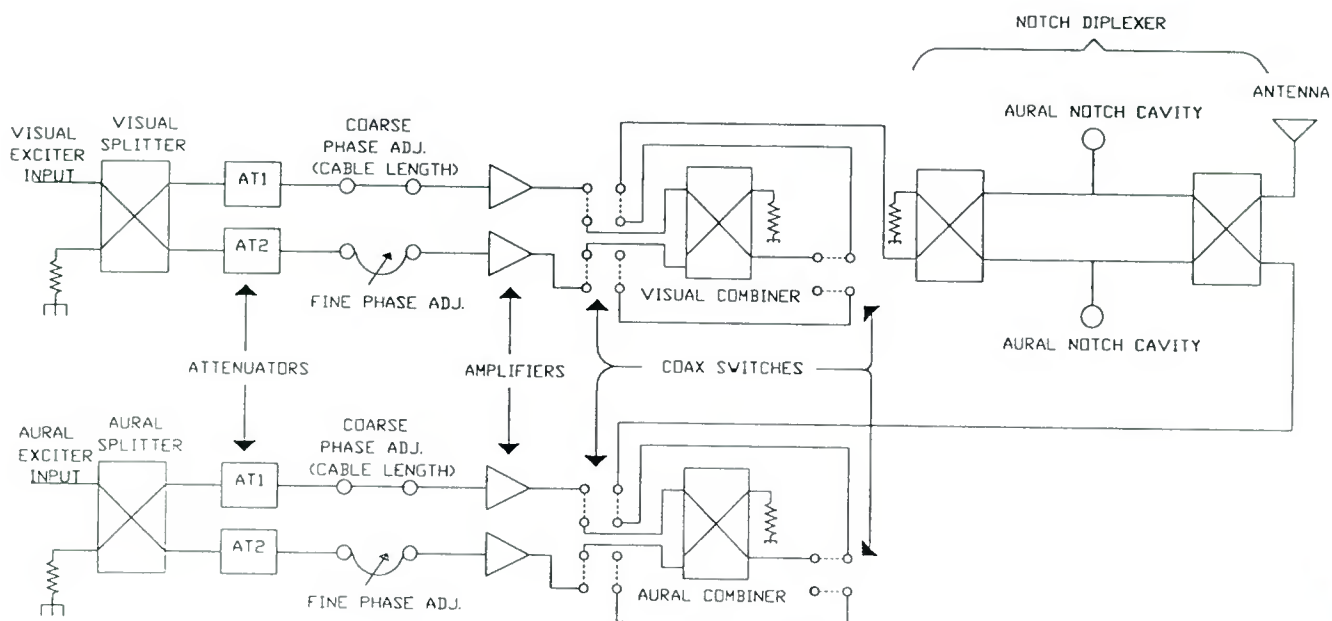 NOTCH DIPLEXER
ANTENNA
AURAL NOTCH CAVITY
VISUAL
EXCITER
INPUT
VISUAL
SPLITTER
COARSE
PHASE ADJ.
(CABLE LENGTH)
AT1
AT2
FINE PHASE ADJ.
VISUAL COMBINER
AURAL NOTCH CAVITY
ATTENUATORS
AMPLIFIERS
COAX SWITCHES
AURAL
EXCITER
INPUT
AURAL
SPLITTER
COARSE
PHASE ADJ.
(CABLE LENGTH)
AT1
AT2
FINE PHASE ADJ.
AURAL COMBINER